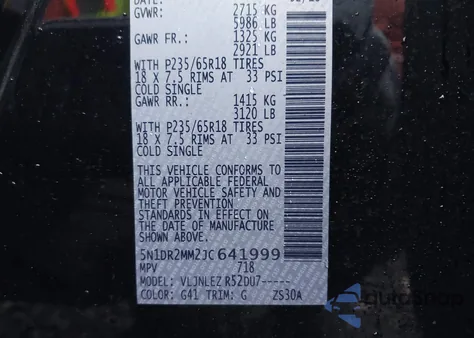 GVWR: 2715 KG
5986 LB
GAWR FR.: 1325 KG
2921 LB
WITH P235/65R18 TIRES
18 X 7.5 RIMS AT 33 PSI
COLD SINGLE
GAWR RR.: 1415 KG
3120 LB
WITH P235/65R18 TIRES
18 X 7.5 RIMS AT 33 PSI
COLD SINGLE
THIS VEHICLE CONFORMS TO
ALL APPLICABLE FEDERAL
MOTOR VEHICLE SAFETY AND
THEFT PREVENTION
STANDARDS IN EFFECT ON
THE DATE OF MANUFACTURE
SHOWN ABOVE.
5N1DR2MM2JC641999
MPV 718
MODEL: VLJNLEZ R52DU7-----
COLOR: G41 TRIM: G ZS30A
autosnap